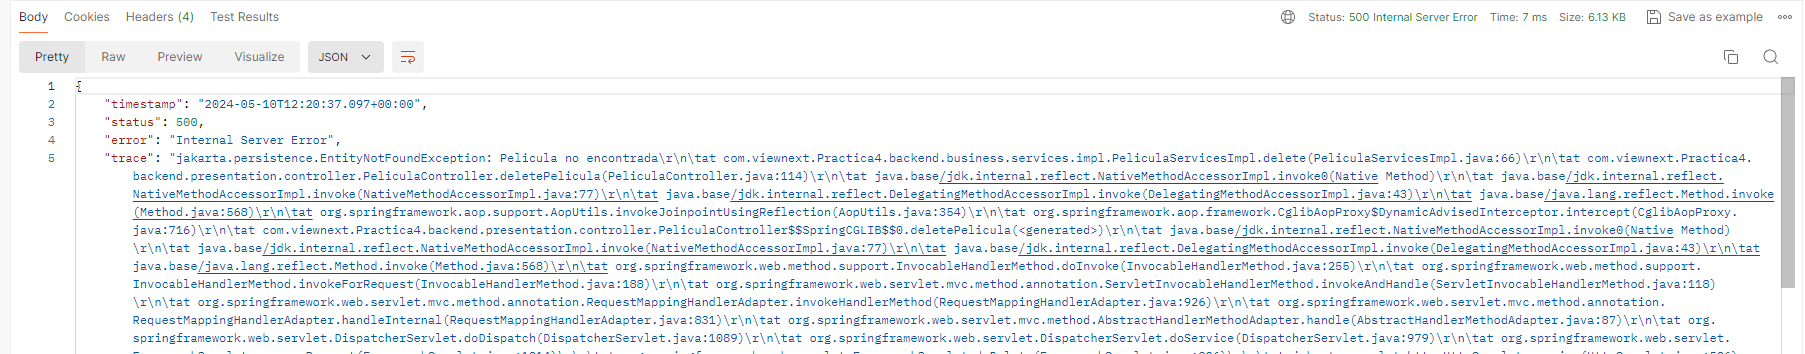 Body Cookies Headers (4) Test Results Status: 500 Internal Server Error Time: 7 ms Size: 6.13 KB Save as example
Pretty Raw Preview Visualize JSON
1 {
2 "timestamp": "2024-05-10T12:20:37.097+00:00",
3 "status": 500,
4 "error": "Internal Server Error",
5 "trace": "jakarta.persistence.EntityNotFoundException: Pelicula no encontrada\r\n\tat com.viewnext.Practica4.backend.business.services.impl.PeliculaServicesImpl.delete(PeliculaServicesImpl.java:66)\r\n\tat com.viewnext.Practica4.
backend.presentation.controller.PeliculaController.deletePelicula(PeliculaController.java:114)\r\n\tat java.base/jdk.internal.reflect.NativeMethodAccessorImpl.invoke0(Native Method)\r\n\tat java.base/jdk.internal.reflect.
NativeMethodAccessorImpl.invoke(NativeMethodAccessorImpl.java:77)\r\n\tat java.base/jdk.internal.reflect.DelegatingMethodAccessorImpl.invoke(DelegatingMethodAccessorImpl.java:43)\r\n\tat java.base/java.lang.reflect.Method.invoke
(Method.java:568)\r\n\tat org.springframework.aop.support.AopUtils.invokeJoinpointUsingReflection(AopUtils.java:354)\r\n\tat org.springframework.aop.framework.CglibAopProxy$DynamicAdvisedInterceptor.intercept(CglibAopProxy.
java:716)\r\n\tat com.viewnext.Practica4.backend.presentation.controller.PeliculaController$$SpringCGLIB$$0.deletePelicula(<generated>)\r\n\tat java.base/jdk.internal.reflect.NativeMethodAccessorImpl.invoke0(Native Method)
\r\n\tat java.base/jdk.internal.reflect.NativeMethodAccessorImpl.invoke(NativeMethodAccessorImpl.java:77)\r\n\tat java.base/jdk.internal.reflect.DelegatingMethodAccessorImpl.invoke(DelegatingMethodAccessorImpl.java:43)\r\n\tat
java.base/java.lang.reflect.Method.invoke(Method.java:568)\r\n\tat org.springframework.web.method.support.InvocableHandlerMethod.doInvoke(InvocableHandlerMethod.java:255)\r\n\tat org.springframework.web.method.support.
InvocableHandlerMethod.invokeForRequest(InvocableHandlerMethod.java:188)\r\n\tat org.springframework.web.servlet.mvc.method.annotation.ServletInvocableHandlerMethod.invokeAndHandle(ServletInvocableHandlerMethod.java:118)
\r\n\tat org.springframework.web.servlet.mvc.method.annotation.RequestMappingHandlerAdapter.invokeHandlerMethod(RequestMappingHandlerAdapter.java:926)\r\n\tat org.springframework.web.servlet.mvc.method.annotation.
RequestMappingHandlerAdapter.handleInternal(RequestMappingHandlerAdapter.java:831)\r\n\tat org.springframework.web.servlet.mvc.method.AbstractHandlerMethodAdapter.handle(AbstractHandlerMethodAdapter.java:87)\r\n\tat org.
springframework.web.servlet.DispatcherServlet.doDispatch(DispatcherServlet.java:1089)\r\n\tat org.springframework.web.servlet.DispatcherServlet.doService(DispatcherServlet.java:979)\r\n\tat org.springframework.web.servlet.